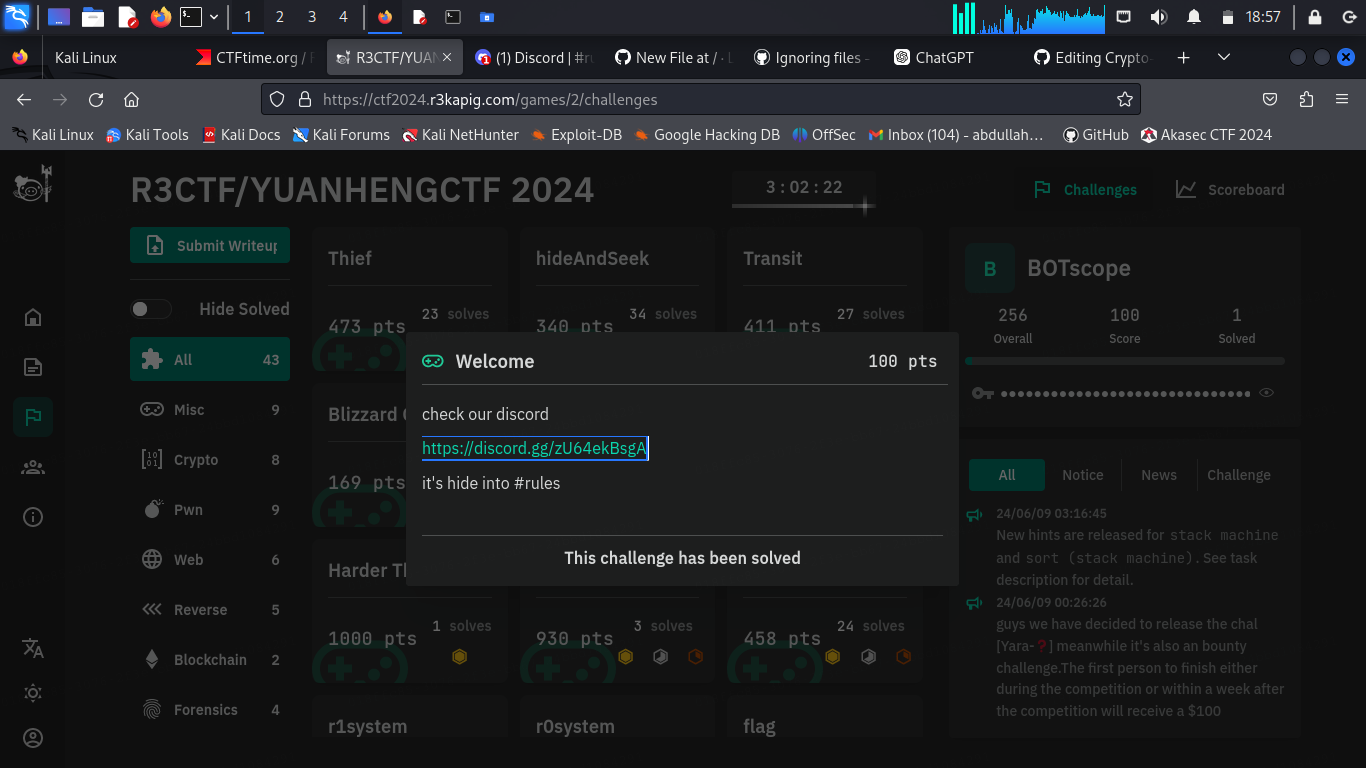 1 2 3 4 18:57
Kali Linux CTFtime.org / R3CTF/YUA (1) Discord | #ru New File at / · L Ignoring files - ChatGPT Editing Crypto-
https://ctf2024.r3kapig.com/games/2/challenges
Kali Linux Kali Tools Kali Docs Kali Forums Kali NetHunter Exploit-DB Google Hacking DB OffSec Inbox (104) - abdullah… GitHub Akasec CTF 2024
R3CTF/YUANHENGCTF 2024 3 : 02 : 22 Challenges Scoreboard
Submit Writeup
Hide Solved
All 43
Misc 9
Crypto 8
Pwn 9
Web 6
Reverse 5
Blockchain 2
Forensics 4
Thief hideAndSeek Transit
23 solves 34 solves 27 solves
473 pts 340 pts 411 pts
Welcome 100 pts
check our discord
https://discord.gg/zU64ekBsgA
it's hide into #rules
This challenge has been solved
Blizzard
169 pts
Harder
1 solves 3 solves 24 solves
1000 pts 930 pts 458 pts
r1system r0system flag
B BOTscope
256 100 1
Overall Score Solved
All Notice News Challenge
24/06/09 03:16:45
New hints are released for stack machine
and sort (stack machine). See task
description for detail.
24/06/09 00:26:26
guys we have decided to release the chal
[Yara-❓] meanwhile it's also an bounty
challenge.The first person to finish either
during the competition or within a week after
the competition will receive a $100